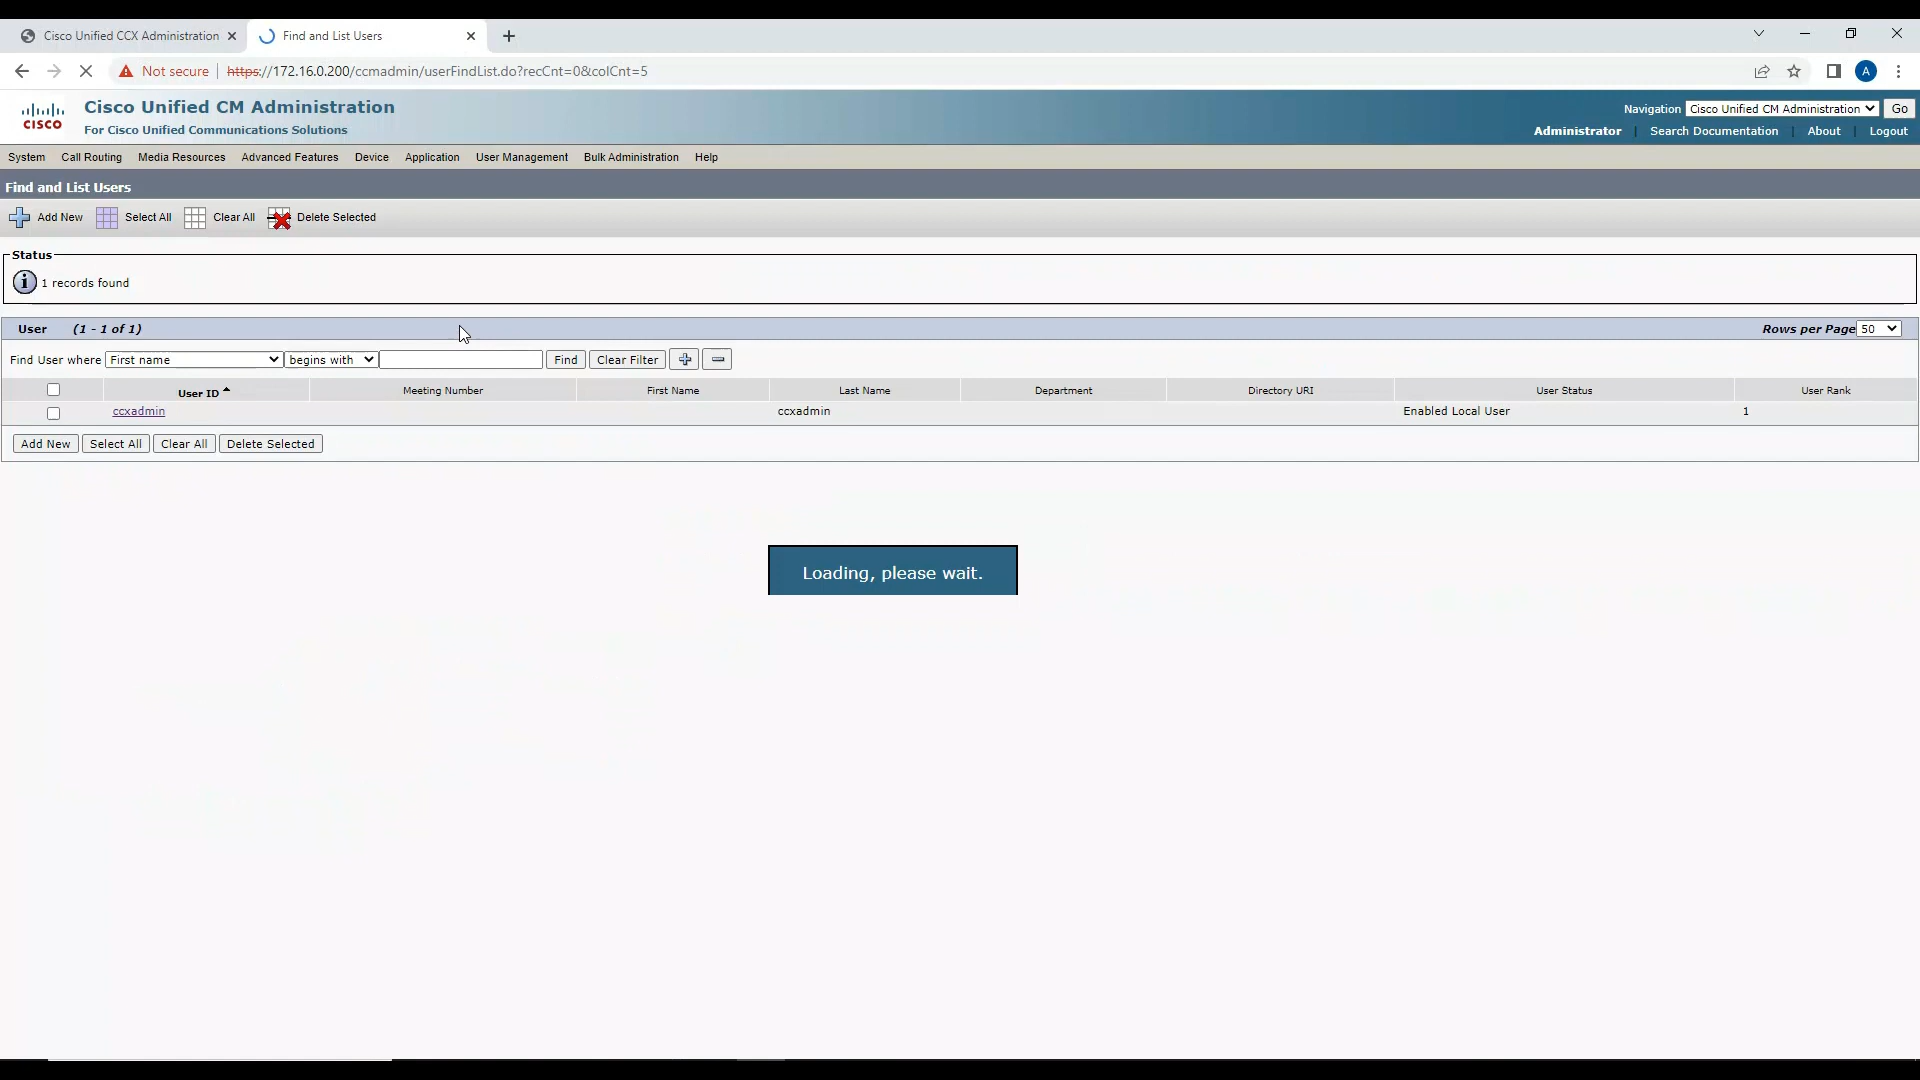 Cisco Unified CCX Administration
Find and List Users
Not secure
https://172.16.0.200/ccmadmin/userFindList.do?recCnt=0&colCnt=5
A
CISCO
Cisco Unified CM Administration
For Cisco Unified Communications Solutions
Navigation Cisco Unified CM Administration Go
Administrator | Search Documentation | About | Logout
System Call Routing Media Resources Advanced Features Device Application User Management Bulk Administration Help
Find and List Users
Add New Select All Clear All Delete Selected
Status
i 1 records found
User (1 - 1 of 1) Rows per Page 50
Find User where First name begins with Find Clear Filter
User ID Meeting Number First Name Last Name Department Directory URI User Status User Rank
ccxadmin ccxadmin Enabled Local User 1
Add New Select All Clear All Delete Selected
Loading, please wait.